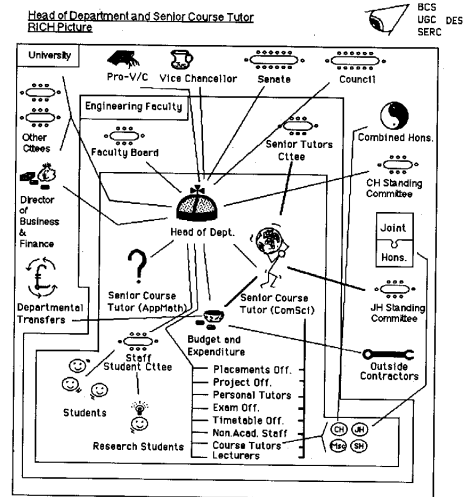 Head of Department and Senior Course Tutor
RICH Picture
BCS
UGC DES
SERC
University
Pro-V/C
Vice Chancellor
Senate
Council
Engineering Faculty
Other
Cttees
Faculty Board
Senior Tutors
Cttee
Combined Hons.
CH Standing
Committee
Director
of
Business
&
Finance
Head of Dept.
Joint
Hons.
Senior Course
Tutor (AppMath)
Senior Course
Tutor (ComSci)
JH Standing
Committee
Departmental
Transfers
Budget and
Expenditure
Staff
Student Cttee
Outside
Contractors
Students
Research Students
Placements Off.
Project Off.
Personal Tutors
Exam Off.
Timetable Off.
Non.Acad. Staff
Course Tutors
Lecturers
CH
JH
Msc
SH